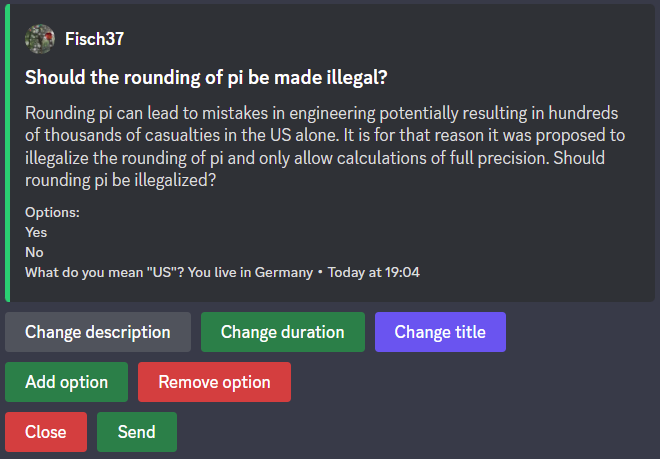 Fisch37
Should the rounding of pi be made illegal?
Rounding pi can lead to mistakes in engineering potentially resulting in hundreds
of thousands of casualties in the US alone. It is for that reason it was proposed to
illegalize the rounding of pi and only allow calculations of full precision. Should
rounding pi be illegalized?
Options:
Yes
No
What do you mean "US"? You live in Germany • Today at 19:04
Change description
Change duration
Change title
Add option
Remove option
Close
Send